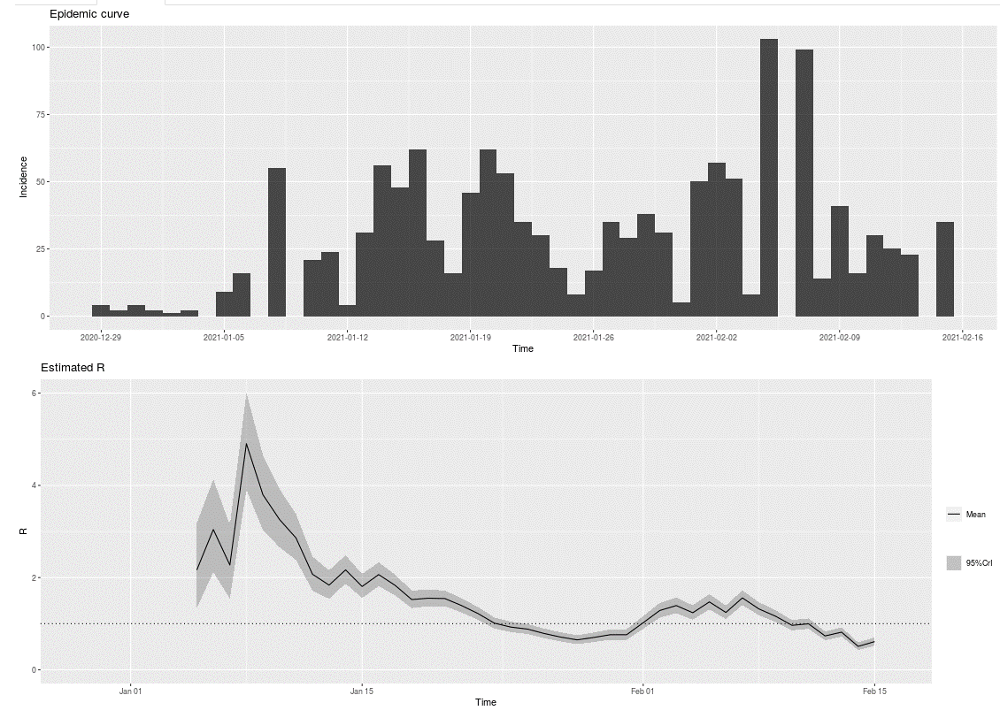 Epidemic curve
100
75
50
25
0
Incidence
2020-12-29 2021-01-05 2021-01-12 2021-01-19 2021-01-26 2021-02-02 2021-02-09 2021-02-16
Time
Estimated R
6
4
2
0
R
Jan 01 Jan 15 Feb 01 Feb 15
Time
Mean
95%CrI